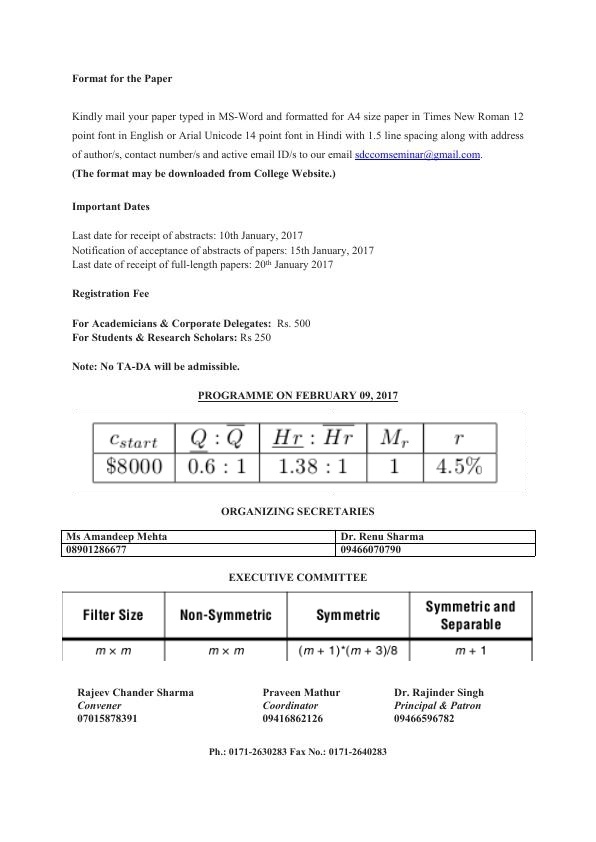 Format for the Paper
Kindly mail your paper typed in MS-Word and formatted for A4 size paper in Times New Roman 12
point font in English or Arial Unicode 14 point font in Hindi with 1.5 line spacing along with address
of author/s, contact number/s and active email ID/s to our email sdccomseminar@gmail.com.
(The format may be downloaded from College Website.)
Important Dates
Last date for receipt of abstracts: 10th January, 2017
Notification of acceptance of abstracts of papers: 15th January, 2017
Last date of receipt of full-length papers: 20th January 2017
Registration Fee
For Academicians & Corporate Delegates: Rs. 500
For Students & Research Scholars: Rs 250
Note: No TA-DA will be admissible.
PROGRAMME ON FEBRUARY 09, 2017
c_start Q̲ : Q̅ H̲r̲ : H̅r̅ M_r r
$8000 0.6 : 1 1.38 : 1 1 4.5%
ORGANIZING SECRETARIES
Ms Amandeep Mehta Dr. Renu Sharma
08901286677 09466070790
EXECUTIVE COMMITTEE
Filter Size Non-Symmetric Symmetric Symmetric and Separable
m × m m × m (m + 1)*(m + 3)/8 m + 1
Rajeev Chander Sharma Praveen Mathur Dr. Rajinder Singh
Convener Coordinator Principal & Patron
07015878391 09416862126 09466596782
Ph.: 0171-2630283 Fax No.: 0171-2640283